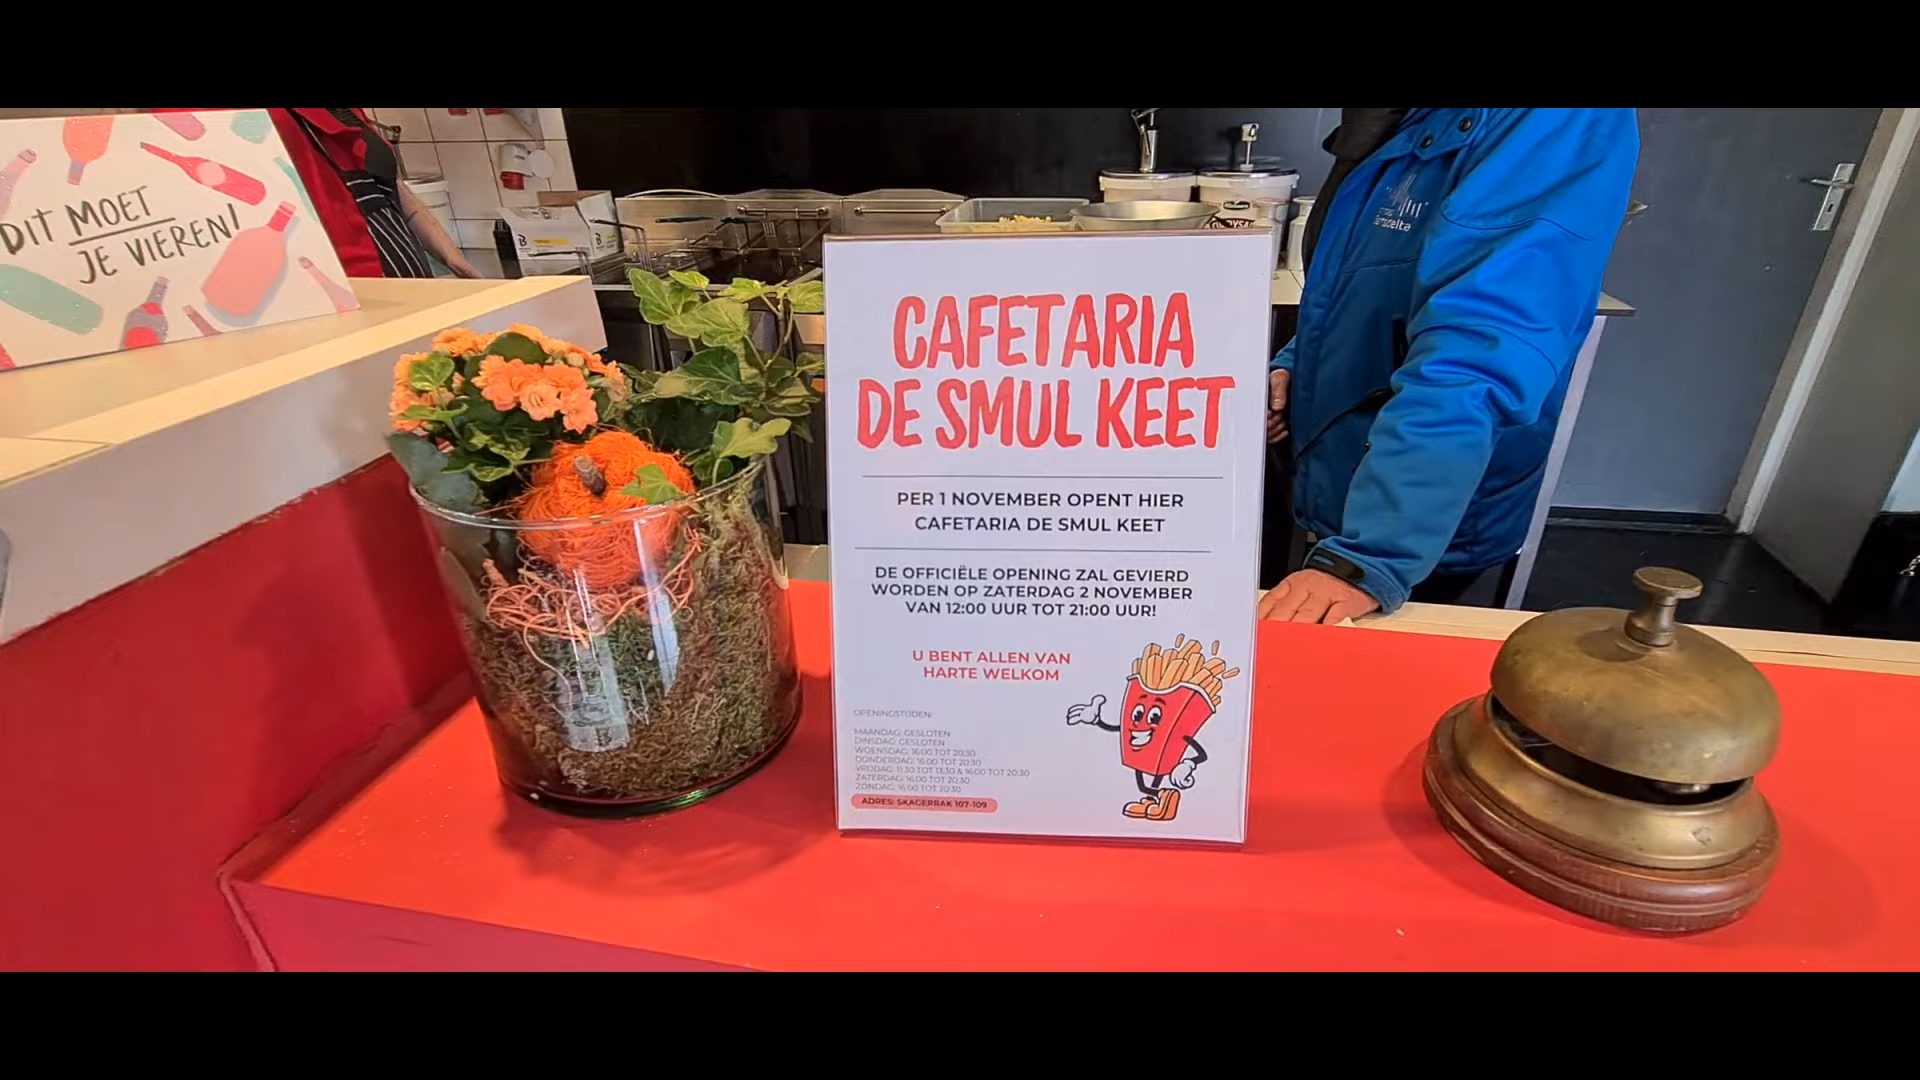 DIT MOET
JE VIEREN!
CAFETARIA
DE SMUL KEET
PER 1 NOVEMBER OPENT HIER
CAFETARIA DE SMUL KEET
DE OFFICIËLE OPENING ZAL GEVIERD
WORDEN OP ZATERDAG 2 NOVEMBER
VAN 12:00 UUR TOT 21:00 UUR!
U BENT ALLEN VAN
HARTE WELKOM
OPENINGSTIJDEN:
MAANDAG: GESLOTEN
DINSDAG: GESLOTEN
WOENSDAG: 16:00 TOT 20:30
DONDERDAG: 16:00 TOT 20:30
VRIJDAG: 11:30 TOT 13:30 & 16:00 TOT 20:30
ZATERDAG: 16:00 TOT 20:30
ZONDAG: 16:00 TOT 20:30
ADRES: SKAGERRAK 107-109